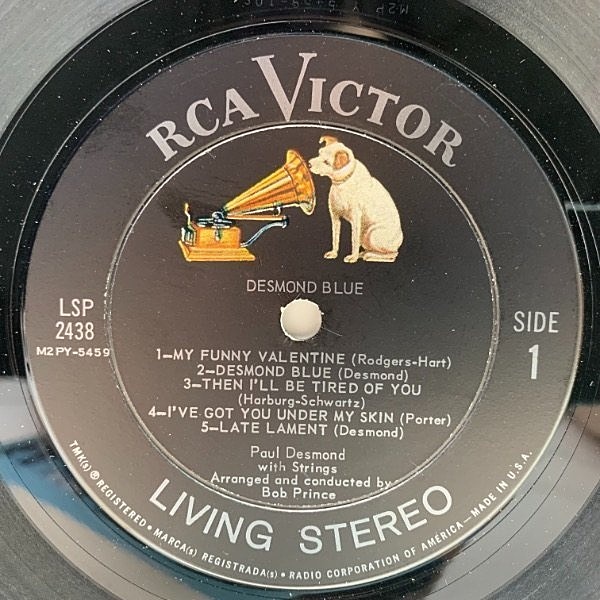 RCA VICTOR
DESMOND BLUE
LSP
2438
M2PY-5459
SIDE
1
1—MY FUNNY VALENTINE (Rodgers-Hart)
2—DESMOND BLUE (Desmond)
3—THEN I'LL BE TIRED OF YOU
(Harburg-Schwartz)
4—I'VE GOT YOU UNDER MY SKIN (Porter)
5—LATE LAMENT (Desmond)
Paul Desmond
with Strings
Arranged and conducted by
Bob Prince
LIVING STEREO
TMK(s) ® REGISTERED • MARCA(s) REGISTRADA(s) • RADIO CORPORATION OF AMERICA—MADE IN U.S.A.